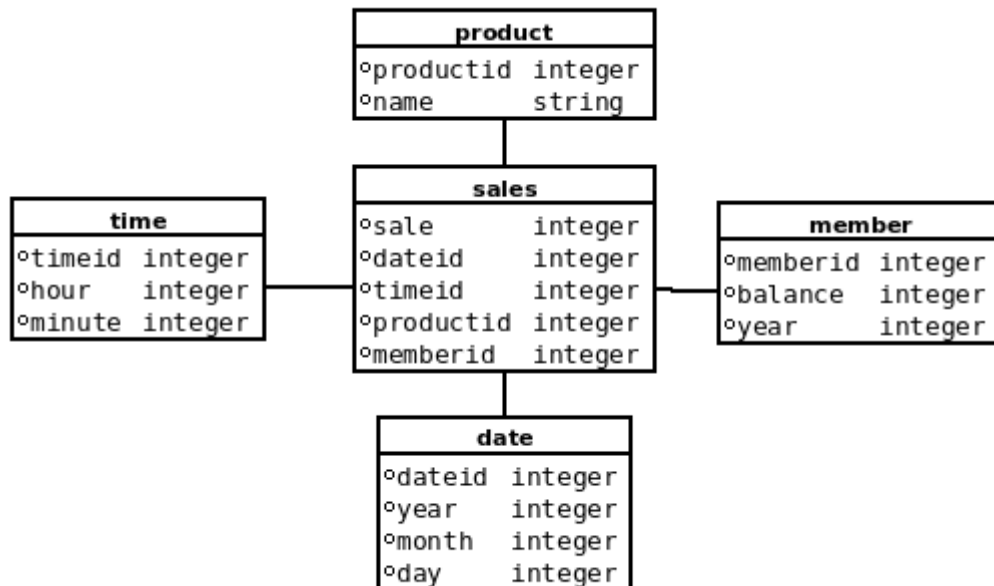 product
productid integer
name string
sales
sale integer
dateid integer
timeid integer
productid integer
memberid integer
time
timeid integer
hour integer
minute integer
member
memberid integer
balance integer
year integer
date
dateid integer
year integer
month integer
day integer